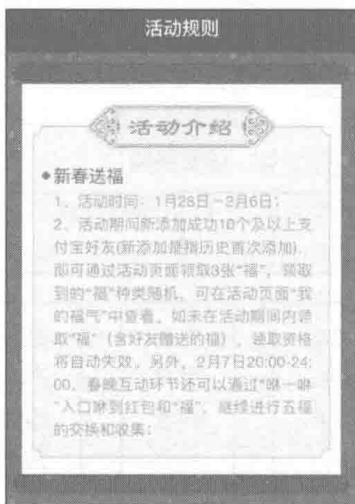 活动规则
活动介绍
•新春送福
1、活动时间：1月28日－2月6日；
2、活动期间新添加成功10个及以上支
付宝好友(新添加是指历史首次添加)，
即可通过活动页面领取3张“福”，领取
到的“福”种类随机，可在活动页面“我
的福气”中查看。如未在活动期间内领
取“福”（含好友赠送的福），领取资格
将自动失效。另外，2月7日20:00-24:
00，春晚互动环节还可以通过“咻一咻
”入口咻到红包和“福”，继续进行五福
的交换和收集；